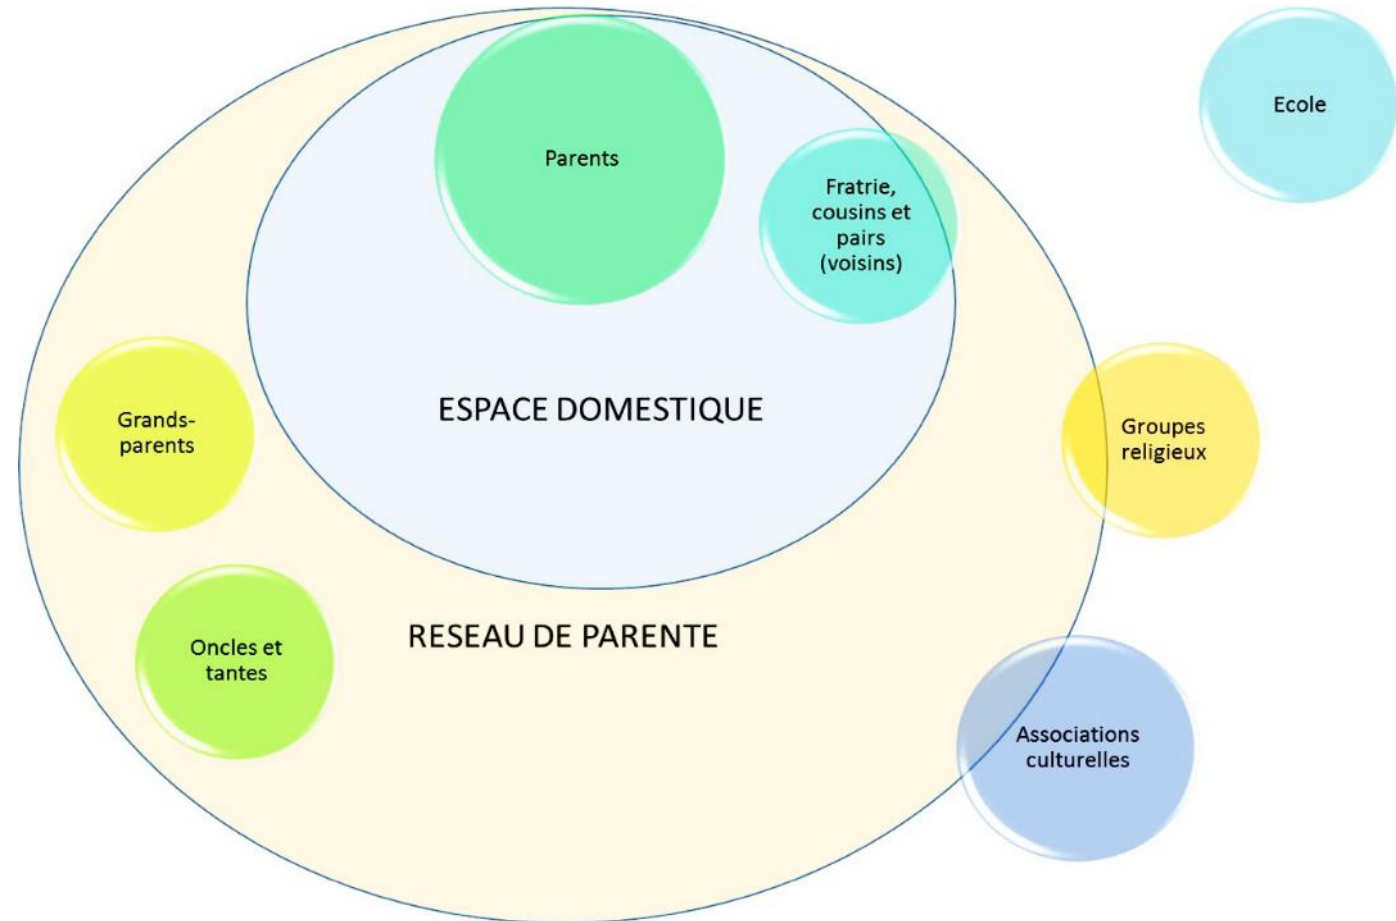 Ecole
Parents
Fratrie,
cousins et
pairs
(voisins)
ESPACE DOMESTIQUE
Grands-
parents
Groupes
religieux
RESEAU DE PARENTE
Oncles et
tantes
Associations
culturelles